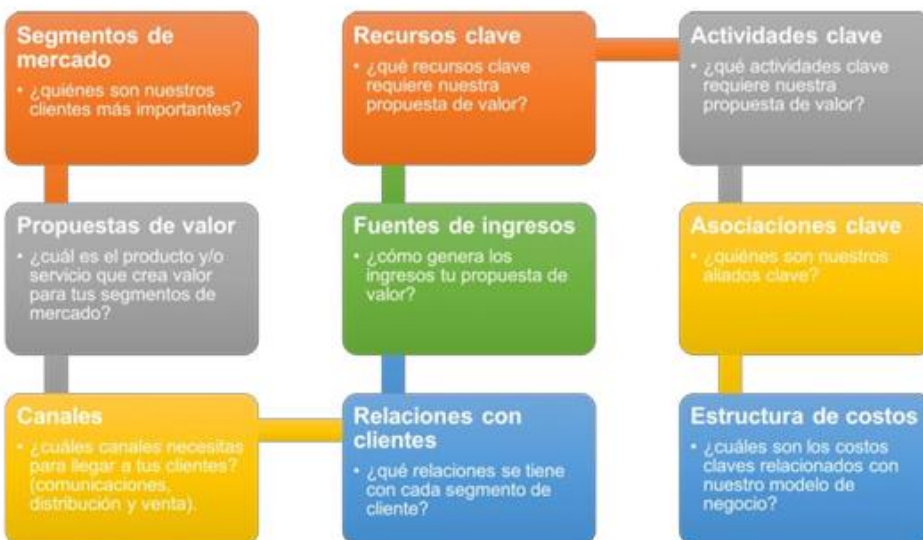 Segmentos de
mercado
• ¿quiénes son nuestros
clientes más importantes?
Propuestas de valor
• ¿cuál es el producto y/o
servicio que crea valor
para tus segmentos de
mercado?
Canales
• ¿cuáles canales necesitas
para llegar a tus clientes?
(comunicaciones,
distribución y venta).
Relaciones con
clientes
• ¿qué relaciones se tiene
con cada segmento de
cliente?
Fuentes de ingresos
• ¿cómo genera los
ingresos tu propuesta de
valor?
Recursos clave
• ¿qué recursos clave
requiere nuestra
propuesta de valor?
Actividades clave
• ¿qué actividades clave
requiere nuestra
propuesta de valor?
Asociaciones clave
• ¿quiénes son nuestros
aliados clave?
Estructura de costos
• ¿cuáles son los costos
claves relacionados con
nuestro modelo de
negocio?